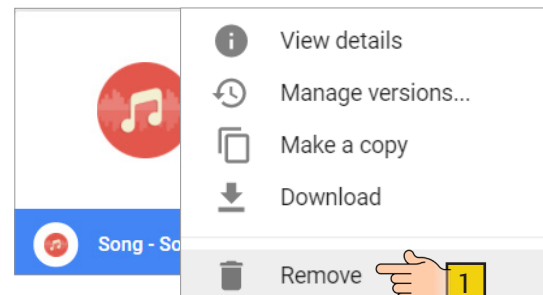 View details
Manage versions...
Make a copy
Download
Song - So
Remove
1